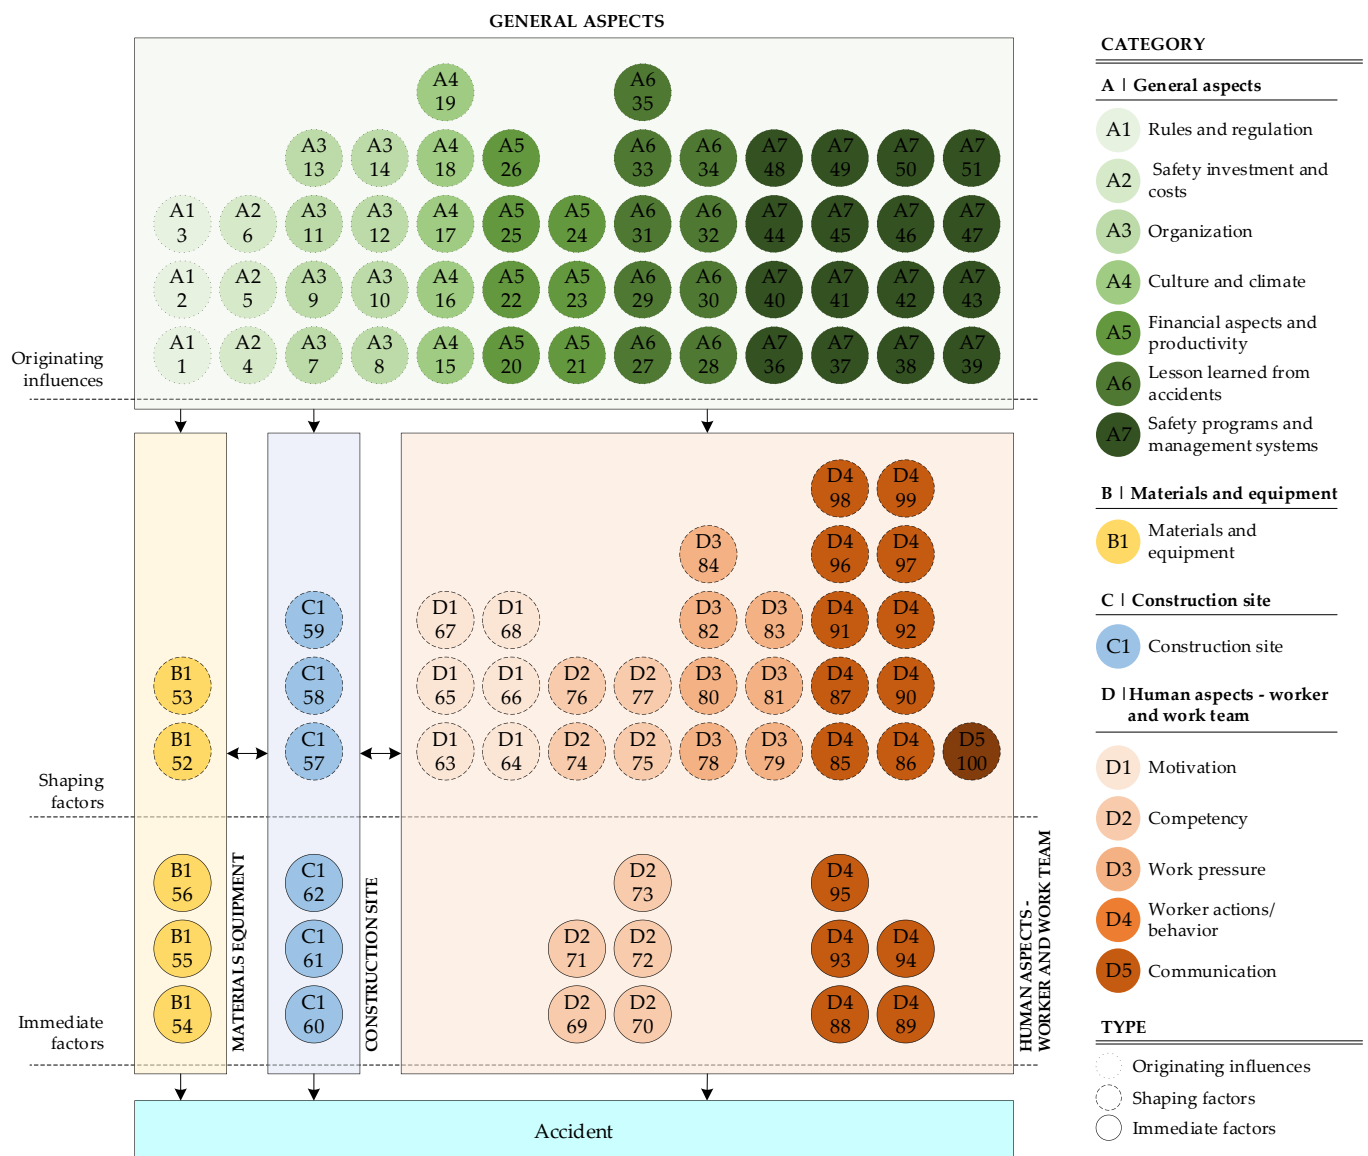 GENERAL ASPECTS
A4
19
A6
35
A3
13
A3
14
A4
18
A5
26
A6
33
A6
34
A7
48
A7
49
A7
50
A7
51
A1
3
A2
6
A3
11
A3
12
A4
17
A5
25
A5
24
A6
31
A6
32
A7
44
A7
45
A7
46
A7
47
A1
2
A2
5
A3
9
A3
10
A4
16
A5
22
A5
23
A6
29
A6
30
A7
40
A7
41
A7
42
A7
43
A1
1
A2
4
A3
7
A3
8
A4
15
A5
20
A5
21
A6
27
A6
28
A7
36
A7
37
A7
38
A7
39
Originating
influences
D4
98
D4
99
D3
84
D4
96
D4
97
C1
59
D1
67
D1
68
D3
82
D3
83
D4
91
D4
92
B1
53
C1
58
D1
65
D1
66
D2
76
D2
77
D3
80
D3
81
D4
87
D4
90
B1
52
C1
57
D1
63
D1
64
D2
74
D2
75
D3
78
D3
79
D4
85
D4
86
D5
100
Shaping
factors
B1
56
C1
62
D2
73
D4
95
B1
55
C1
61
D2
71
D2
72
D4
93
D4
94
B1
54
C1
60
D2
69
D2
70
D4
88
D4
89
Immediate
factors
MATERIALS EQUIPMENT
CONSTRUCTION SITE
HUMAN ASPECTS -
WORKER AND WORK TEAM
Accident
CATEGORY
A | General aspects
A1 Rules and regulation
A2 Safety investment and
costs
A3 Organization
A4 Culture and climate
A5 Financial aspects and
productivity
A6 Lesson learned from
accidents
A7 Safety programs and
management systems
B | Materials and equipment
B1 Materials and
equipment
C | Construction site
C1 Construction site
D | Human aspects - worker
and work team
D1 Motivation
D2 Competency
D3 Work pressure
D4 Worker actions/
behavior
D5 Communication
TYPE
Originating influences
Shaping factors
Immediate factors